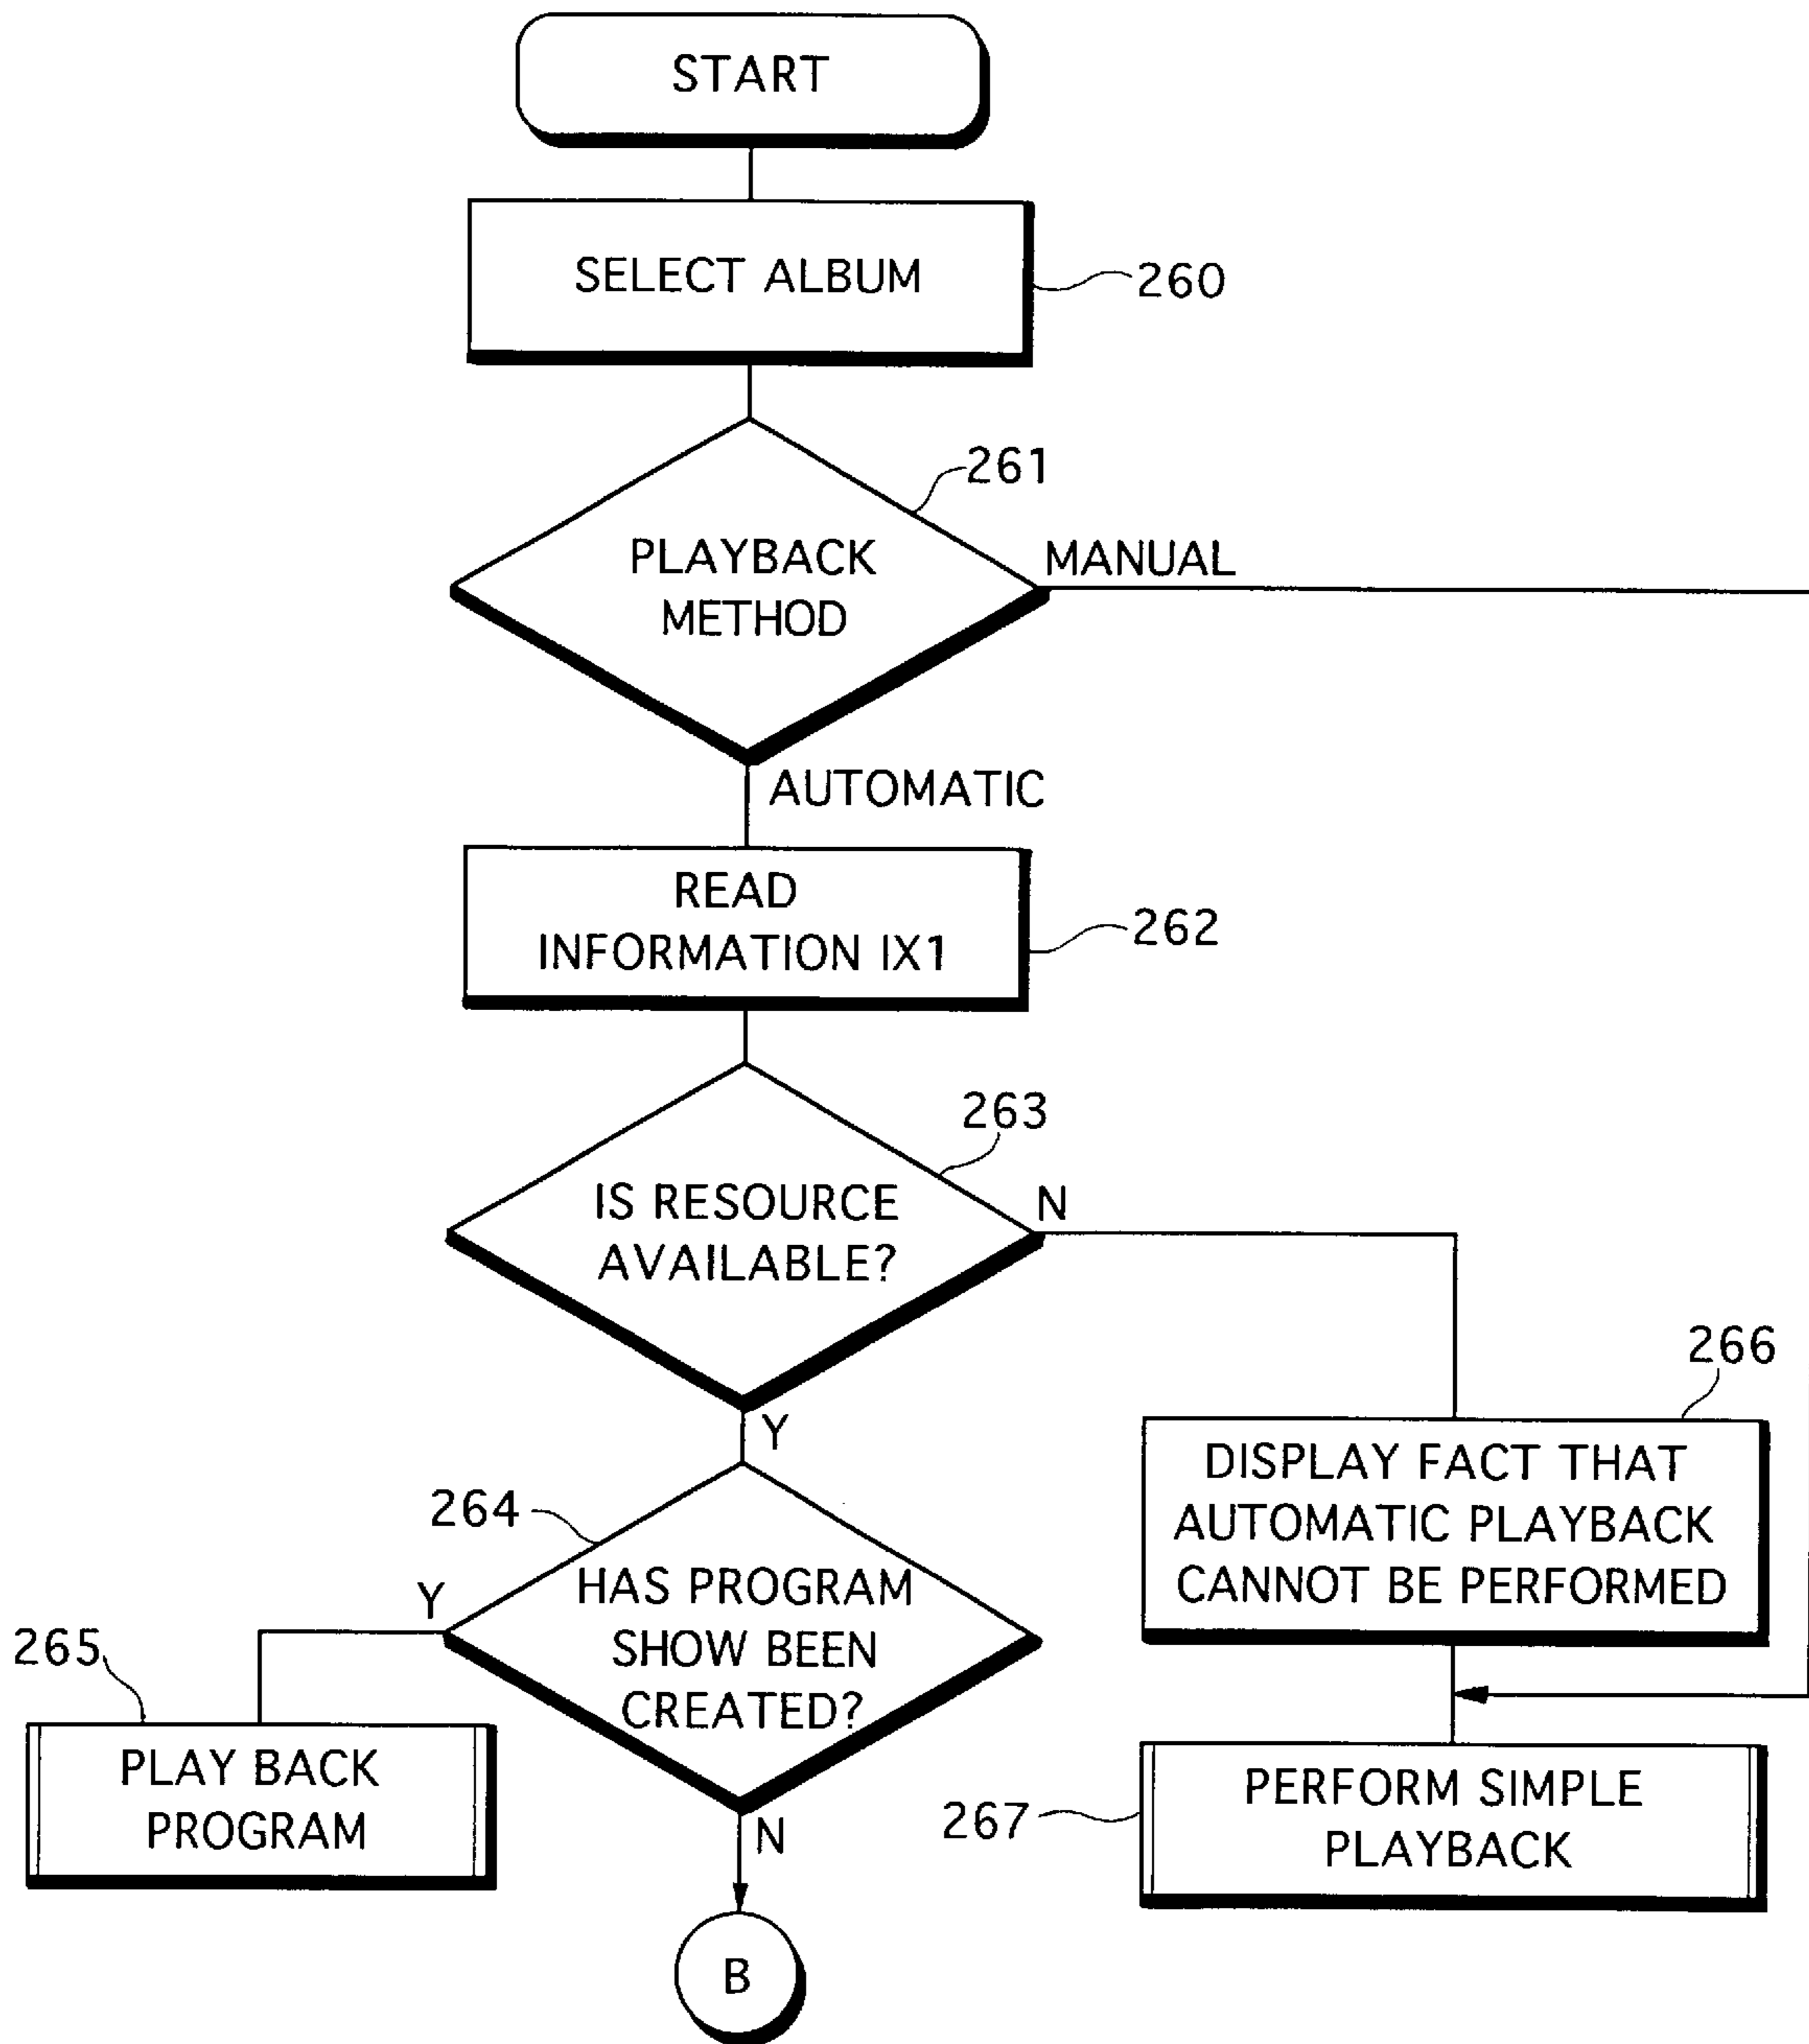 START
SELECT ALBUM
260
261
PLAYBACK
METHOD
MANUAL
AUTOMATIC
READ
INFORMATION IX1
262
263
IS RESOURCE
AVAILABLE?
N
Y
266
DISPLAY FACT THAT
AUTOMATIC PLAYBACK
CANNOT BE PERFORMED
264
HAS PROGRAM
SHOW BEEN
CREATED?
Y
N
265
PLAY BACK
PROGRAM
267
PERFORM SIMPLE
PLAYBACK
B